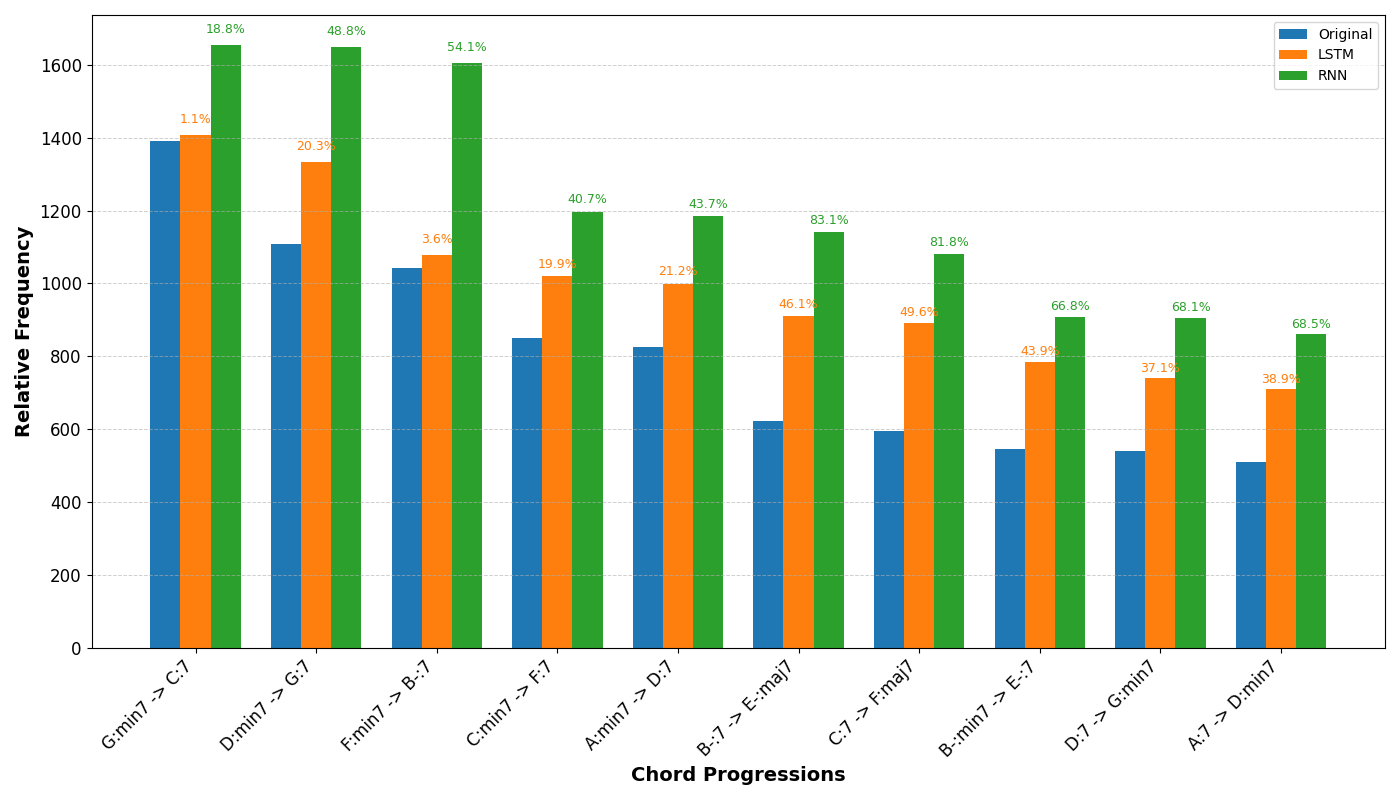 18.8%
48.8%
54.1%
1.1%
20.3%
3.6%
40.7%
43.7%
83.1%
81.8%
66.8%
68.1%
68.5%
19.9%
21.2%
46.1%
49.6%
43.9%
37.1%
38.9%
Original
LSTM
RNN
Relative Frequency
1600
1400
1200
1000
800
600
400
200
0
G:min7 -> C:7
D:min7 -> G:7
F:min7 -> B-:7
C:min7 -> F:7
A:min7 -> D:7
B-:7 -> E-:maj7
C:7 -> F:maj7
B-:min7 -> E-:7
D:7 -> G:min7
A:7 -> D:min7
Chord Progressions